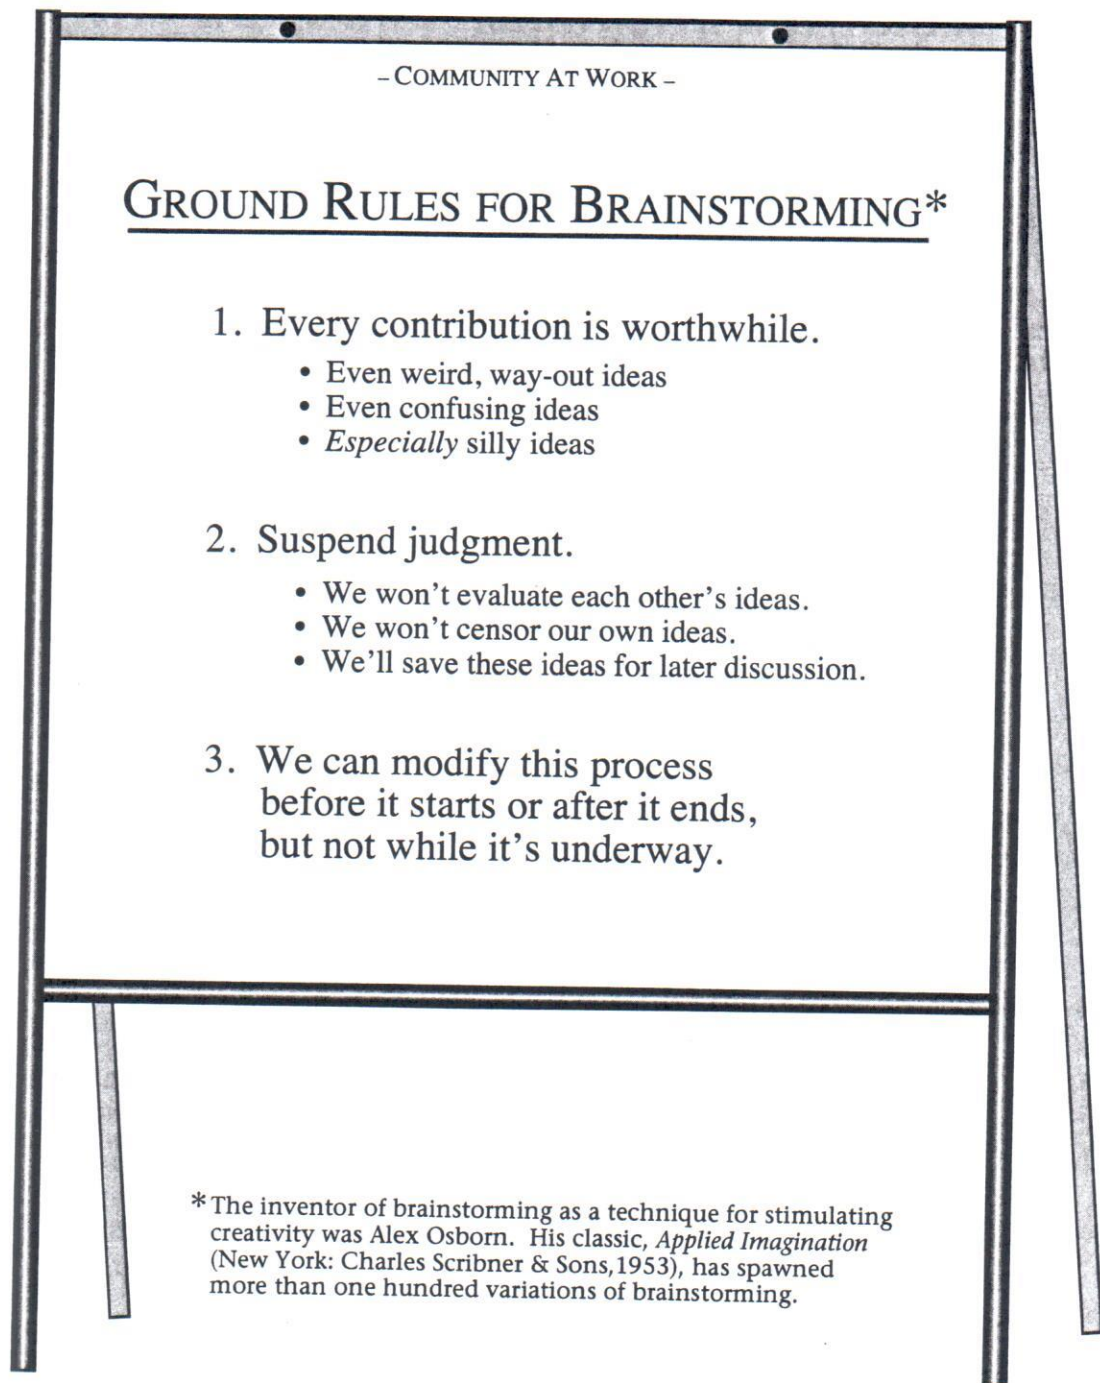 – COMMUNITY AT WORK –
GROUND RULES FOR BRAINSTORMING*
1. Every contribution is worthwhile.
• Even weird, way-out ideas
• Even confusing ideas
• Especially silly ideas
2. Suspend judgment.
• We won't evaluate each other's ideas.
• We won't censor our own ideas.
• We'll save these ideas for later discussion.
3. We can modify this process
before it starts or after it ends,
but not while it's underway.
* The inventor of brainstorming as a technique for stimulating
creativity was Alex Osborn. His classic, Applied Imagination
(New York: Charles Scribner & Sons,1953), has spawned
more than one hundred variations of brainstorming.